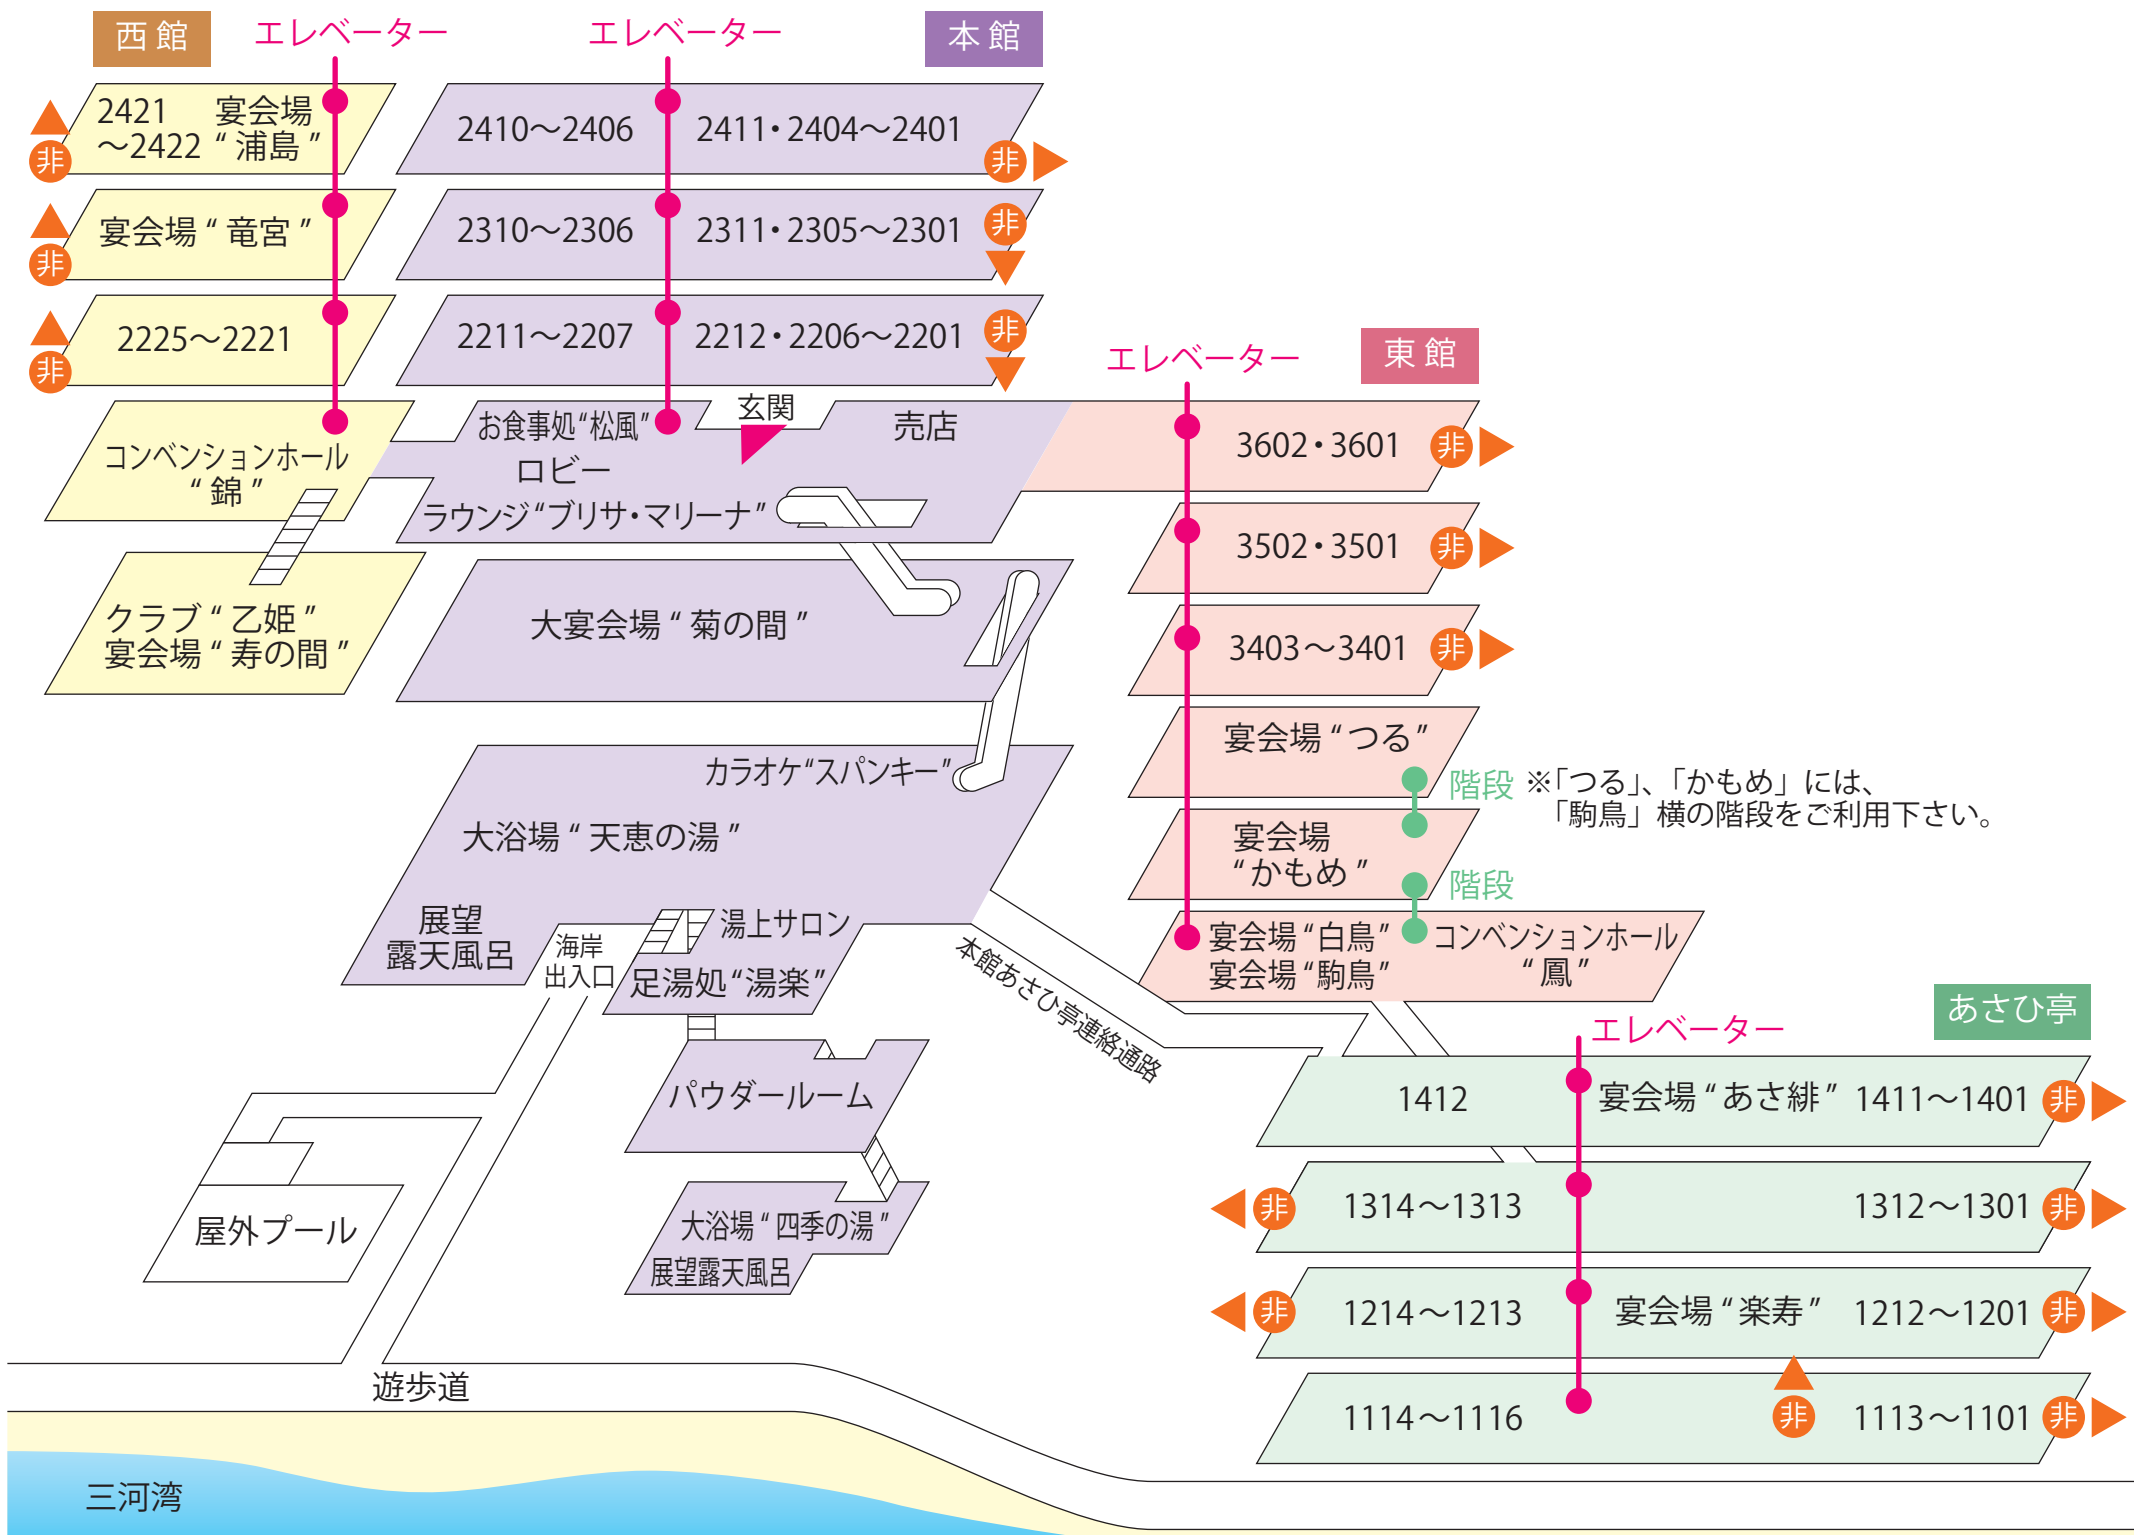 西館
エレベーター
エレベーター
本館
2421
～2422
宴会場
“浦島”
非
2410～2406
2411・2404～2401
非
宴会場“竜宮”
非
2310～2306
2311・2305～2301
非
2225～2221
非
2211～2207
2212・2206～2201
非
エレベーター
東館
コンベンションホール
“錦”
お食事処“松風”
玄関
売店
ロビー
ラウンジ“ブリサ・マリーナ”
3602・3601
非
3502・3501
非
クラブ“乙姫”
宴会場“寿の間”
大宴会場“菊の間”
3403～3401
非
宴会場“つる”
カラオケ“スパンキー”
階段
※「つる」、「かもめ」には、
「駒鳥」横の階段をご利用下さい。
大浴場“天恵の湯”
宴会場
“かもめ”
階段
展望
露天風呂
海岸
出入口
湯上サロン
足湯処“湯楽”
本館あさひ亭連絡通路
宴会場“白鳥”
宴会場“駒鳥”
コンベンションホール
“鳳”
あさひ亭
エレベーター
パウダールーム
1412
宴会場“あさ緋”
1411～1401
非
屋外プール
大浴場“四季の湯”
展望露天風呂
非
1314～1313
1312～1301
非
非
1214～1213
宴会場“楽寿”
1212～1201
非
遊歩道
1114～1116
非
1113～1101
非
三河湾